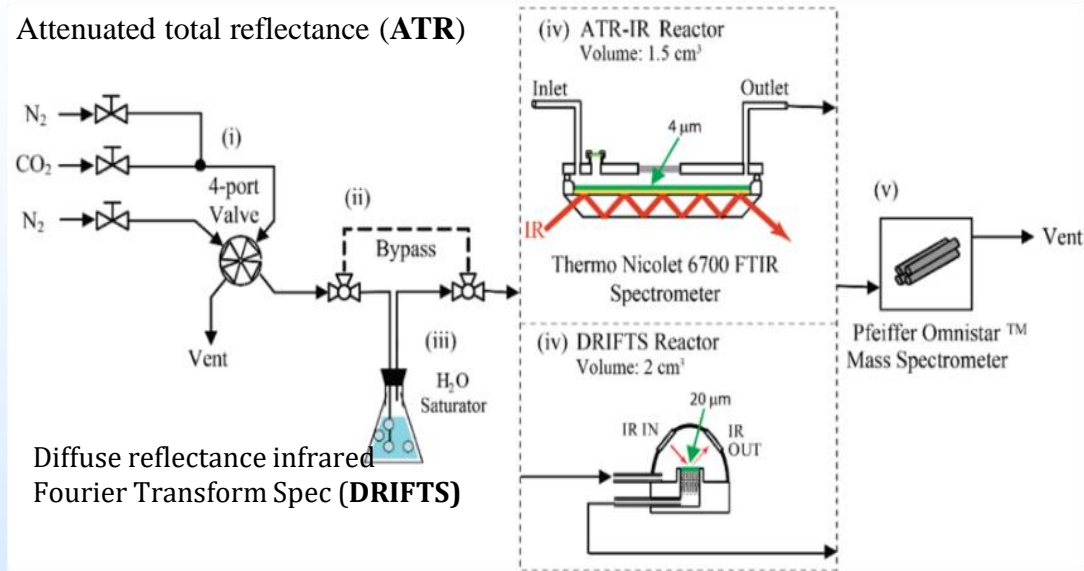 Attenuated total reflectance (ATR)
N₂
CO₂
N₂
(i)
4-port
Valve
Vent
(ii)
Bypass
(iii)
H₂O
Saturator
Diffuse reflectance infrared
Fourier Transform Spec (DRIFTS)
(iv) ATR-IR Reactor
Volume: 1.5 cm³
Inlet
Outlet
4 μm
IR
Thermo Nicolet 6700 FTIR
Spectrometer
(iv) DRIFTS Reactor
Volume: 2 cm³
20 μm
IR IN
IR
OUT
(v)
Vent
Pfeiffer Omnistar ™
Mass Spectrometer